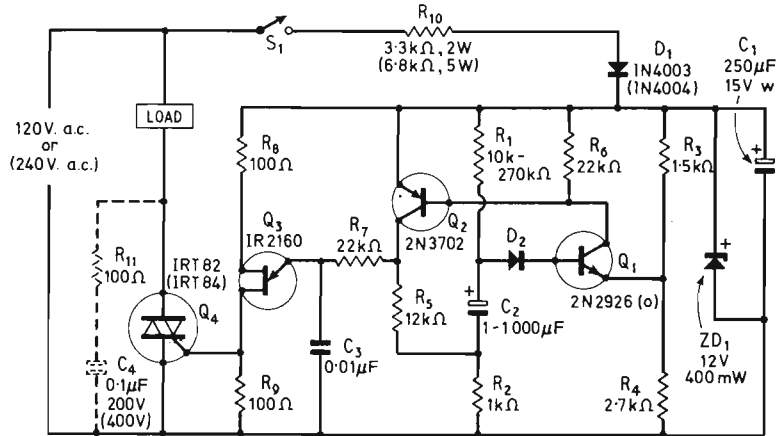 R10
3·3kΩ, 2W
(6·8kΩ, 5W)
S1
D1
IN4003
(IN4004)
C1
250μF
15V w
+
120V. a.c.
or
(240V. a.c.)
LOAD
R8
100Ω
R1
10k–
270kΩ
R6
22kΩ
R3
1·5kΩ
Q3
IR2160
R7
22kΩ
Q2
2N3702
D2
Q1
2N2926 (o)
R11
100Ω
IRT82
(IRT84)
Q4
R5
12kΩ
+
C2
1–1000μF
+
ZD1
12V
400mW
C4
0·1μF
200V
(400V)
R9
100Ω
C3
0·01μF
R2
1kΩ
R4
2·7kΩ